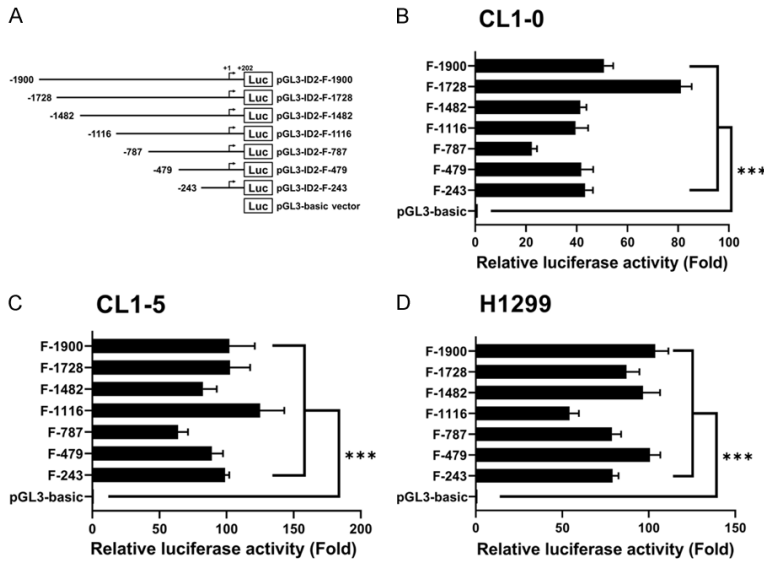 A
+1 +202
-1900 Luc pGL3-ID2-F-1900
-1728 Luc pGL3-ID2-F-1728
-1482 Luc pGL3-ID2-F-1482
-1116 Luc pGL3-ID2-F-1116
-787 Luc pGL3-ID2-F-787
-479 Luc pGL3-ID2-F-479
-243 Luc pGL3-ID2-F-243
Luc pGL3-basic vector
B CL1-0
F-1900
F-1728
F-1482
F-1116
F-787
F-479
F-243
pGL3-basic
***
0 20 40 60 80 100
Relative luciferase activity (Fold)
C CL1-5
F-1900
F-1728
F-1482
F-1116
F-787
F-479
F-243
pGL3-basic
***
0 50 100 150 200
Relative luciferase activity (Fold)
D H1299
F-1900
F-1728
F-1482
F-1116
F-787
F-479
F-243
pGL3-basic
***
0 50 100 150
Relative luciferase activity (Fold)